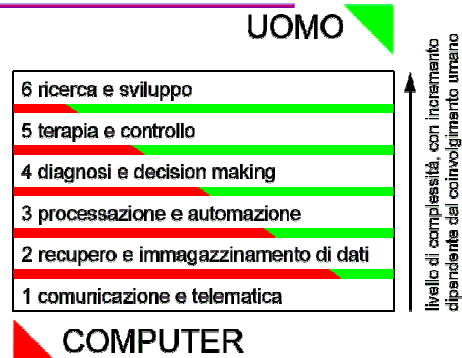 UOMO
6 ricerca e sviluppo
5 terapia e controllo
4 diagnosi e decision making
3 processazione e automazione
2 recupero e immagazzinamento di dati
1 comunicazione e telematica
COMPUTER
livello di complessità, con incremento
dipendente dal coinvolgimento umano